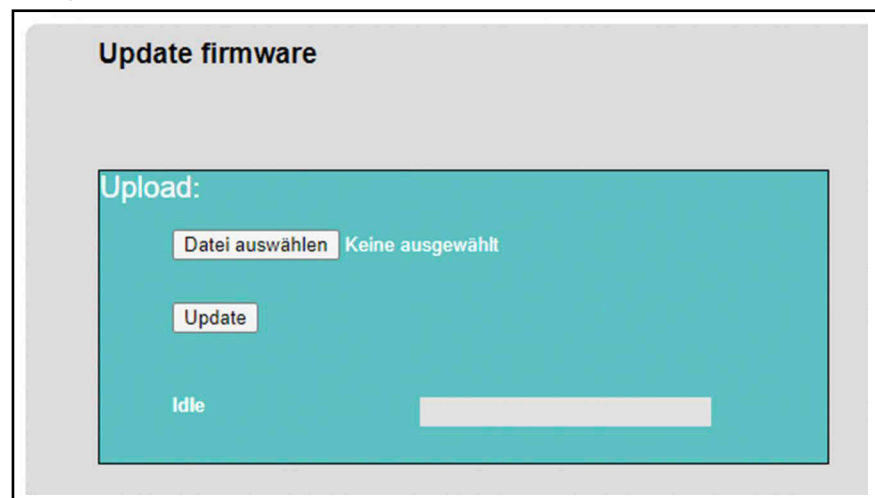 Update firmware
Upload:
Datei auswählen Keine ausgewählt
Update
Idle